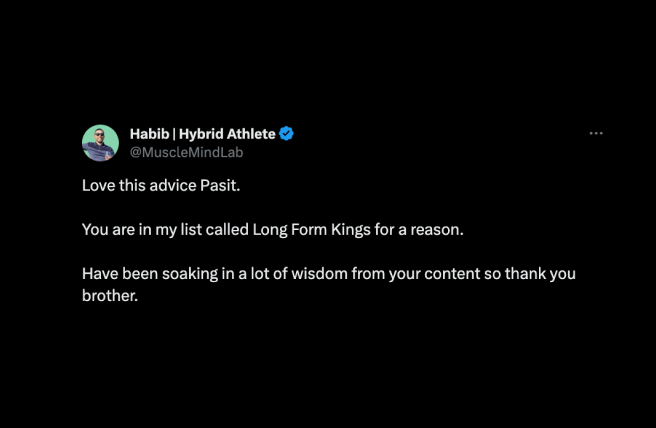 Habib | Hybrid Athlete
@MuscleMindLab
Love this advice Pasit.
You are in my list called Long Form Kings for a reason.
Have been soaking in a lot of wisdom from your content so thank you
brother.